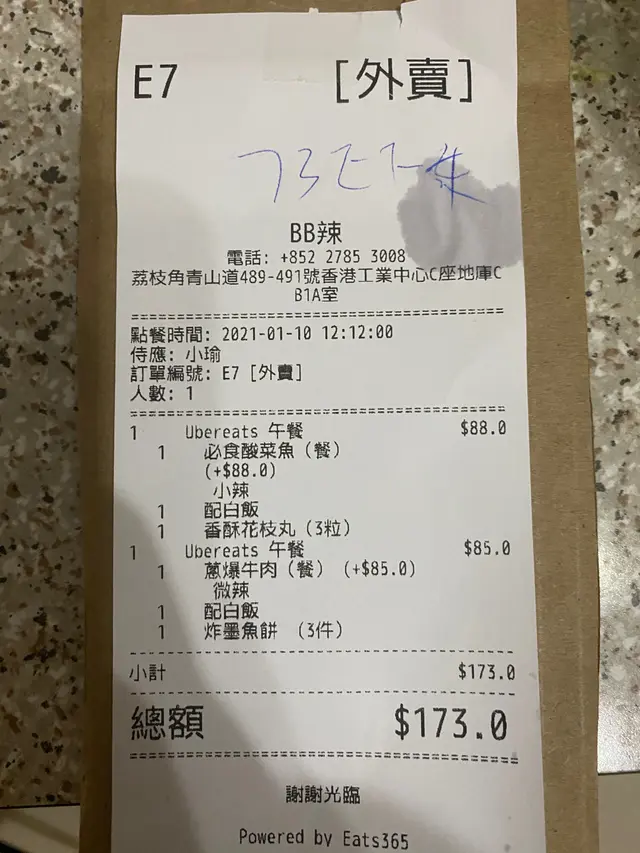 E7 [外賣]
BB辣
電話: +852 2785 3008
荔枝角青山道489-491號香港工業中心C座地庫C
B1A室
點餐時間: 2021-01-10 12:12:00
侍應: 小瑜
訂單編號: E7 [外賣]
人數: 1
1 Ubereats 午餐 $88.0
1 必食酸菜魚（餐）
(+$88.0)
小辣
1 配白飯
1 香酥花枝丸（3粒）
1 Ubereats 午餐 $85.0
1 蔥爆牛肉（餐） (+$85.0)
微辣
1 配白飯
1 炸墨魚餅 （3件）
小計 $173.0
總額 $173.0
謝謝光臨
Powered by Eats365